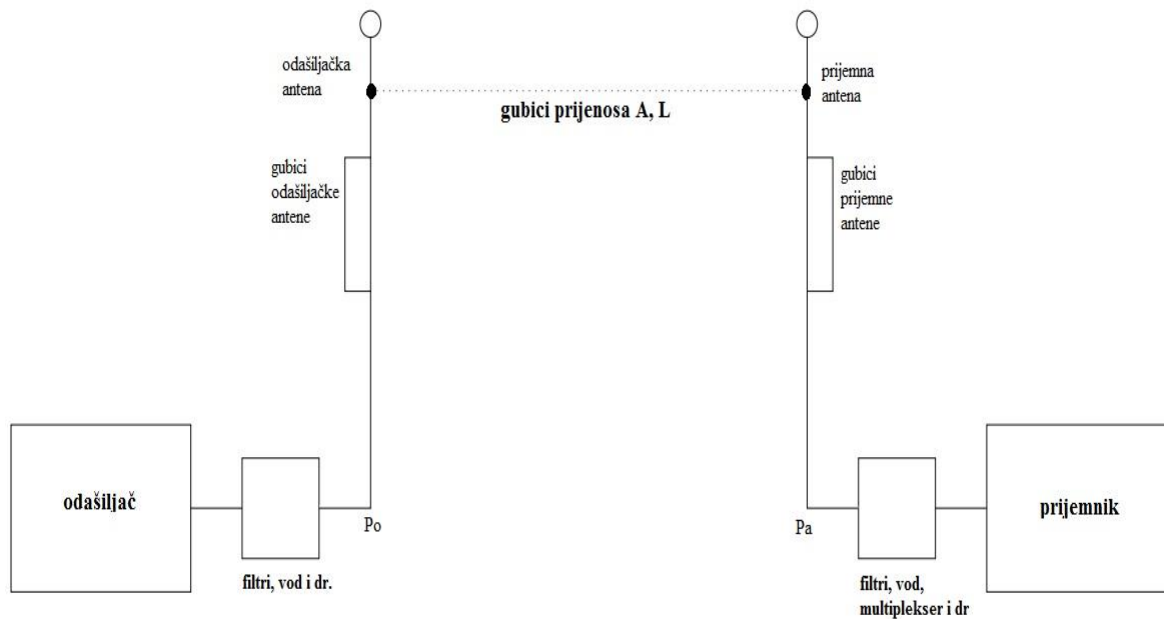 odašiljačka
antena
prijemna
antena
gubici prijenosa A, L
gubici
odašiljačke
antene
gubici
prijemne
antene
odašiljač
prijemnik
Po
Pa
filtri, vod i dr.
filtri, vod,
multiplekser i dr